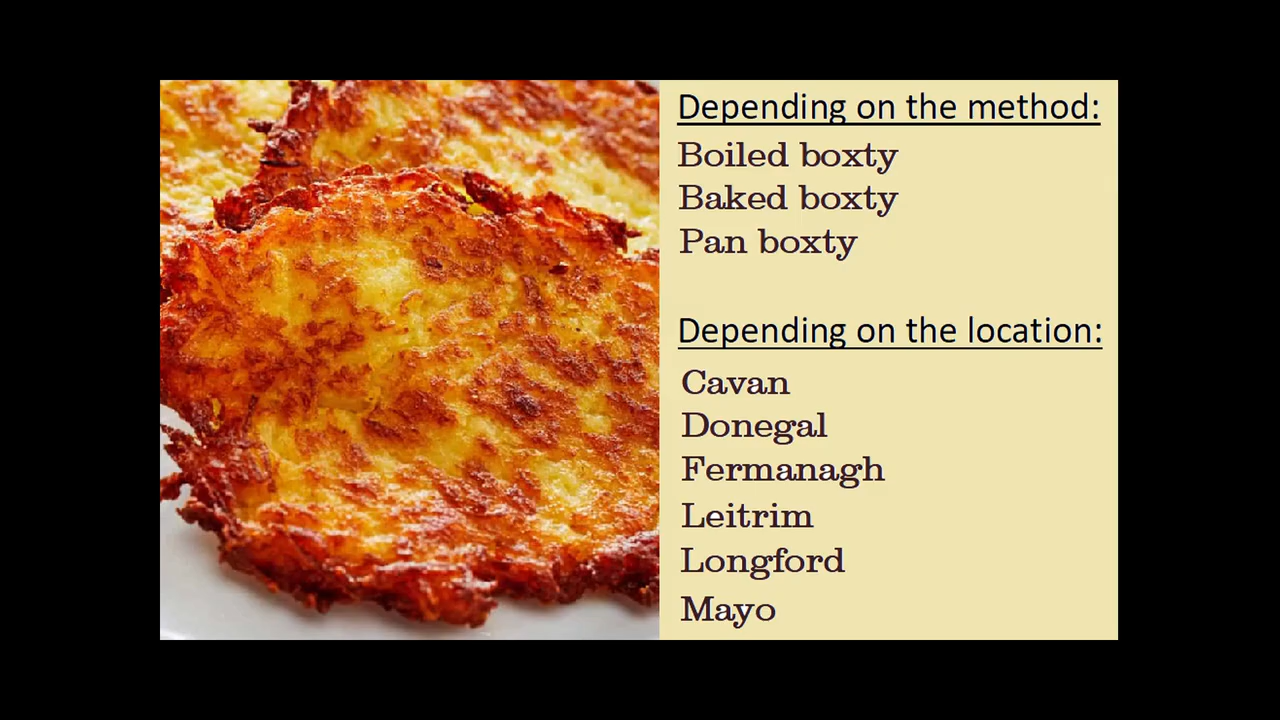 Depending on the method:
Boiled boxty
Baked boxty
Pan boxty
Depending on the location:
Cavan
Donegal
Fermanagh
Leitrim
Longford
Mayo